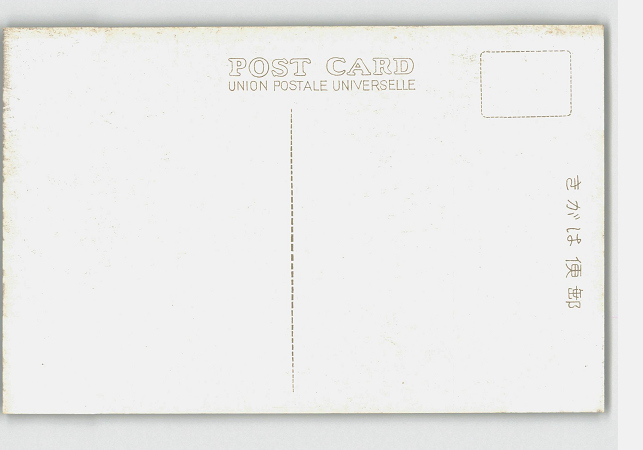 POST CARD
UNION POSTALE UNIVERSELLE
郵便はがき